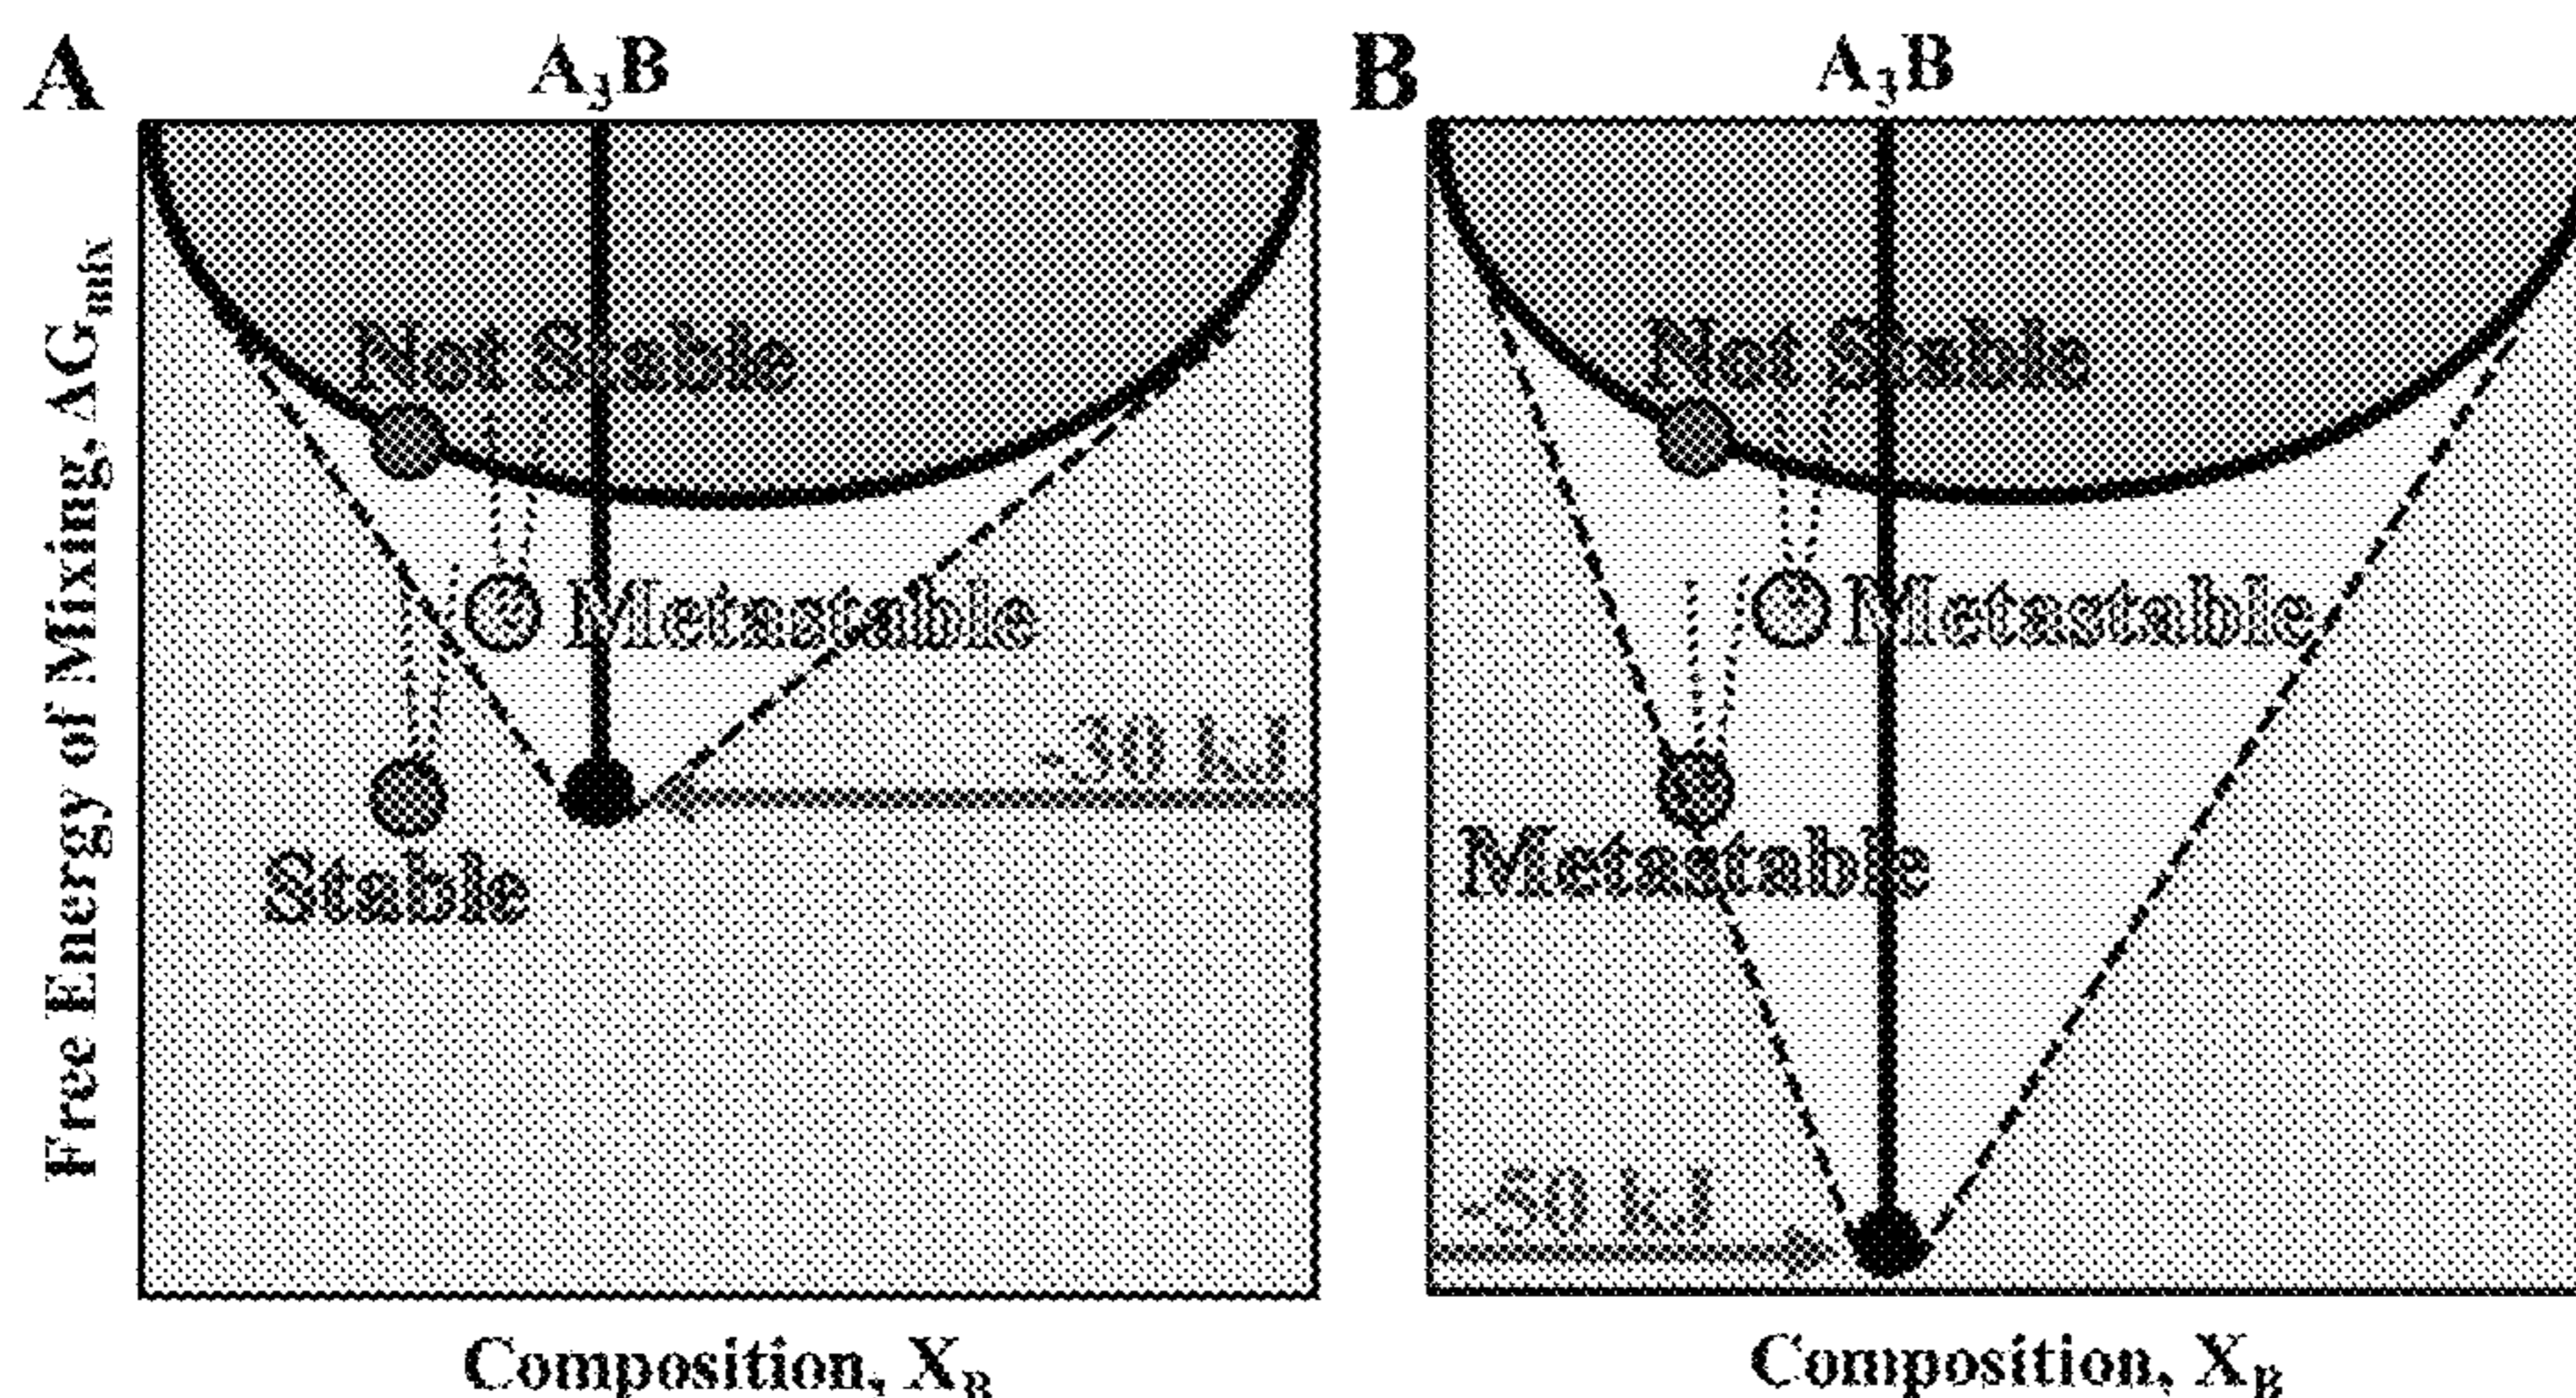 A
A₃B
B
A₃B
Free Energy of Mixing, ΔGmix
Not Stable
Metastable
-30 kJ
Stable
Not Stable
Metastable
Metastable
-50 kJ
Composition, XB
Composition, XB